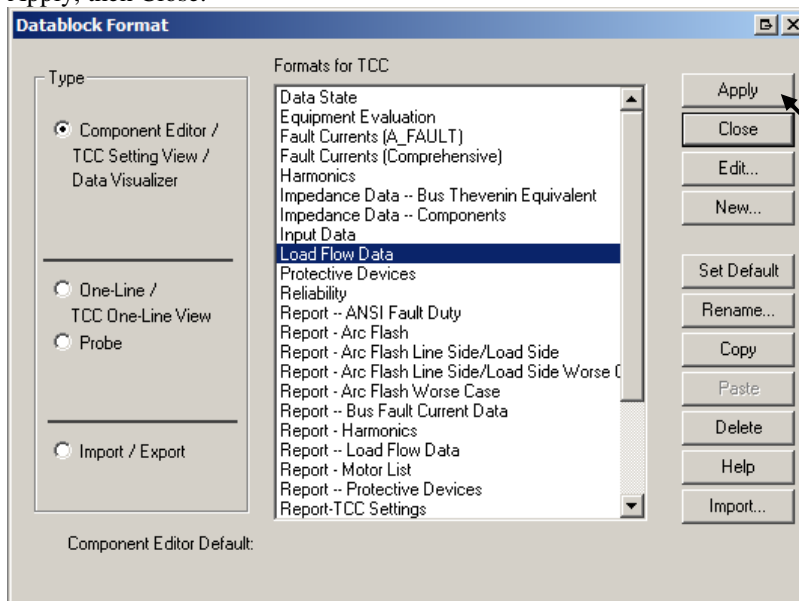 Apply, then Close.
Datablock Format
Type
Component Editor /
TCC Setting View /
Data Visualizer
One-Line /
TCC One-Line View
Probe
Import / Export
Formats for TCC
Data State
Equipment Evaluation
Fault Currents (A_FAULT)
Fault Currents (Comprehensive)
Harmonics
Impedance Data -- Bus Thevenin Equivalent
Impedance Data -- Components
Input Data
Load Flow Data
Protective Devices
Reliability
Report -- ANSI Fault Duty
Report - Arc Flash
Report - Arc Flash Line Side/Load Side
Report - Arc Flash Line Side/Load Side Worse
Report - Arc Flash Worse Case
Report -- Bus Fault Current Data
Report - Harmonics
Report -- Load Flow Data
Report - Motor List
Report -- Protective Devices
Report-TCC Settings
Apply
Close
Edit...
New...
Set Default
Rename...
Copy
Paste
Delete
Help
Import...
Component Editor Default: